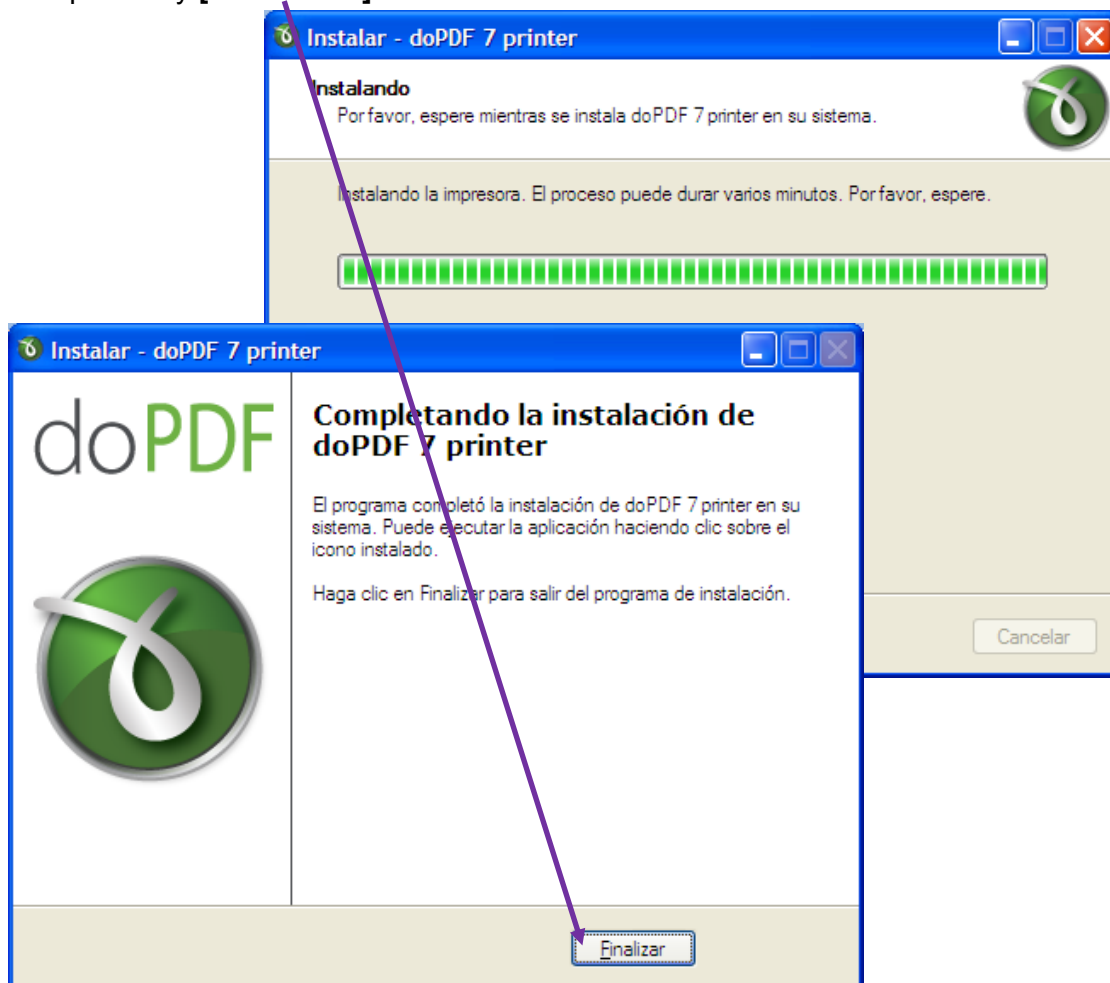 Instalar - doPDF 7 printer
Instalando
Por favor, espere mientras se instala doPDF 7 printer en su sistema.
Instalando la impresora. El proceso puede durar varios minutos. Por favor, espere.
Cancelar
Instalar - doPDF 7 printer
doPDF
Completando la instalación de
doPDF 7 printer
El programa completó la instalación de doPDF 7 printer en su
sistema. Puede ejecutar la aplicación haciendo clic sobre el
icono instalado.
Haga clic en Finalizar para salir del programa de instalación.
Finalizar